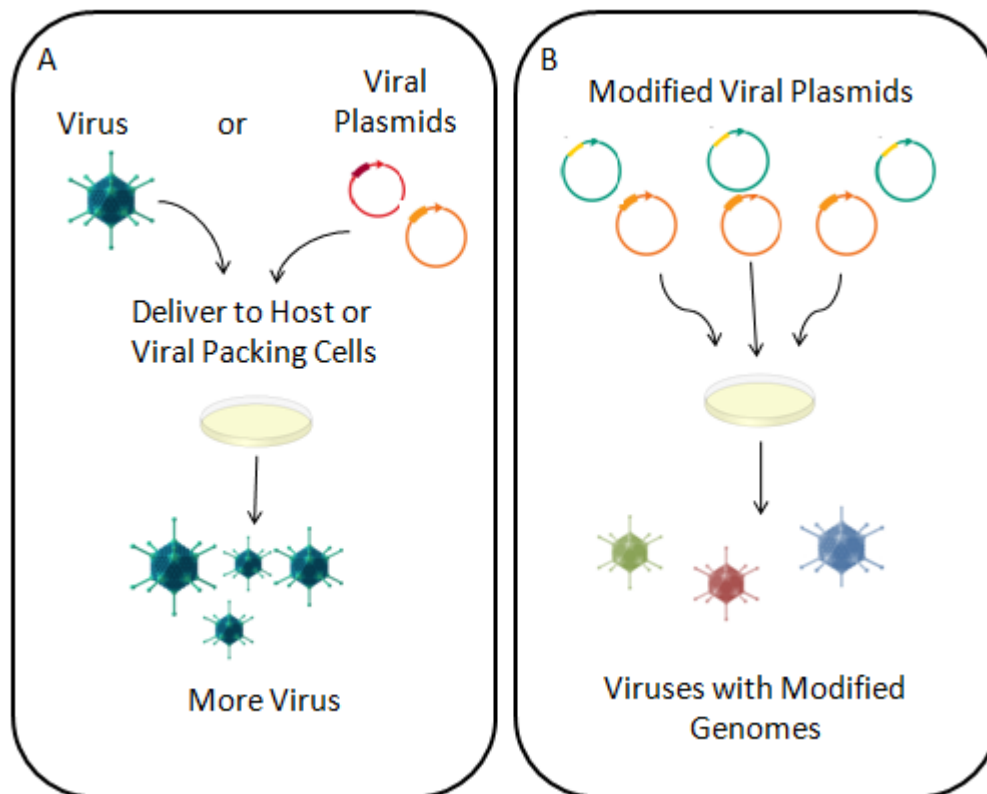 A
Virus or Viral
Plasmids
Deliver to Host or
Viral Packing Cells
More Virus
B
Modified Viral Plasmids
Viruses with Modified
Genomes